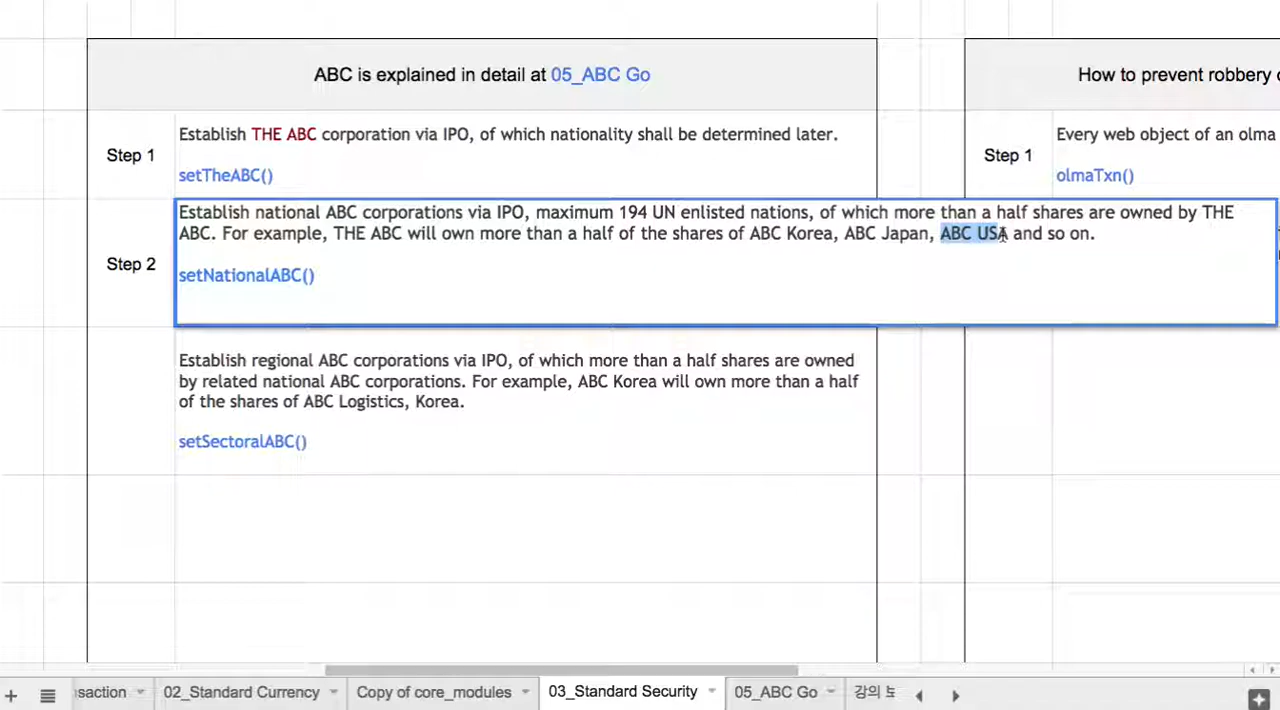 ABC is explained in detail at 05_ABC Go
How to prevent robbery
Step 1
Establish THE ABC corporation via IPO, of which nationality shall be determined later.
setTheABC()
Step 1
Every web object of an olma
olmaTxn()
Step 2
Establish national ABC corporations via IPO, maximum 194 UN enlisted nations, of which more than a half shares are owned by THE
ABC. For example, THE ABC will own more than a half of the shares of ABC Korea, ABC Japan, ABC USA and so on.
setNationalABC()
Establish regional ABC corporations via IPO, of which more than a half shares are owned
by related national ABC corporations. For example, ABC Korea will own more than a half
of the shares of ABC Logistics, Korea.
setSectoralABC()
saction 02_Standard Currency Copy of core_modules 03_Standard Security 05_ABC Go 강의